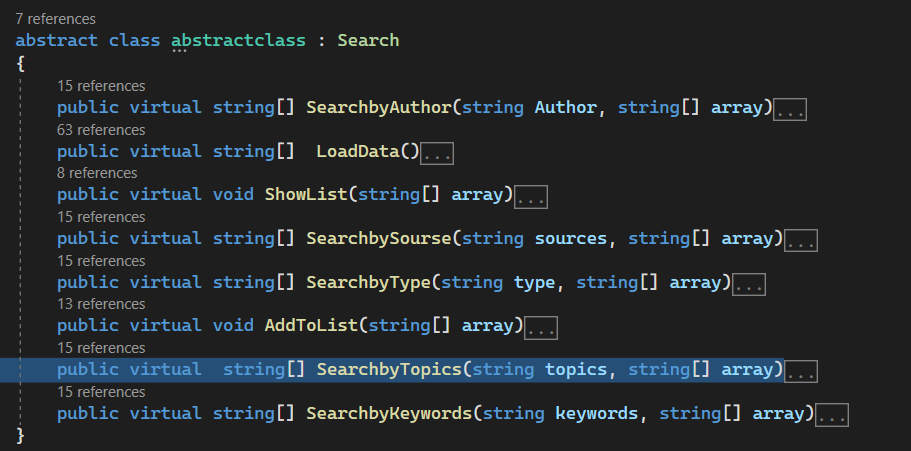 7 references
abstract class abstractclass : Search
{
15 references
public virtual string[] SearchbyAuthor(string Author, string[] array)...
63 references
public virtual string[]  LoadData()...
8 references
public virtual void ShowList(string[] array)...
15 references
public virtual string[] SearchbySourse(string sources, string[] array)...
15 references
public virtual string[] SearchbyType(string type, string[] array)...
13 references
public virtual void AddToList(string[] array)...
15 references
public virtual  string[] SearchbyTopics(string topics, string[] array)...
15 references
public virtual string[] SearchbyKeywords(string keywords, string[] array)...
}